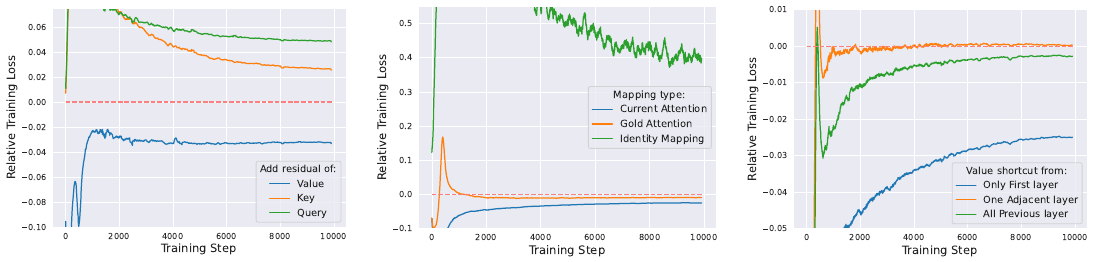 Relative Training Loss
0.06
0.04
0.02
0.00
−0.02
−0.04
−0.06
−0.08
−0.10
Add residual of:
Value
Key
Query
0 2000 4000 6000 8000 10000
Training Step
Relative Training Loss
0.5
0.4
0.3
0.2
0.1
0.0
−0.1
Mapping type:
Current Attention
Gold Attention
Identity Mapping
0 2000 4000 6000 8000 10000
Training Step
Relative Training Loss
0.01
0.00
−0.01
−0.02
−0.03
−0.04
−0.05
Value shortcut from:
Only First layer
One Adjacent layer
All Previous layer
0 2000 4000 6000 8000 10000
Training Step